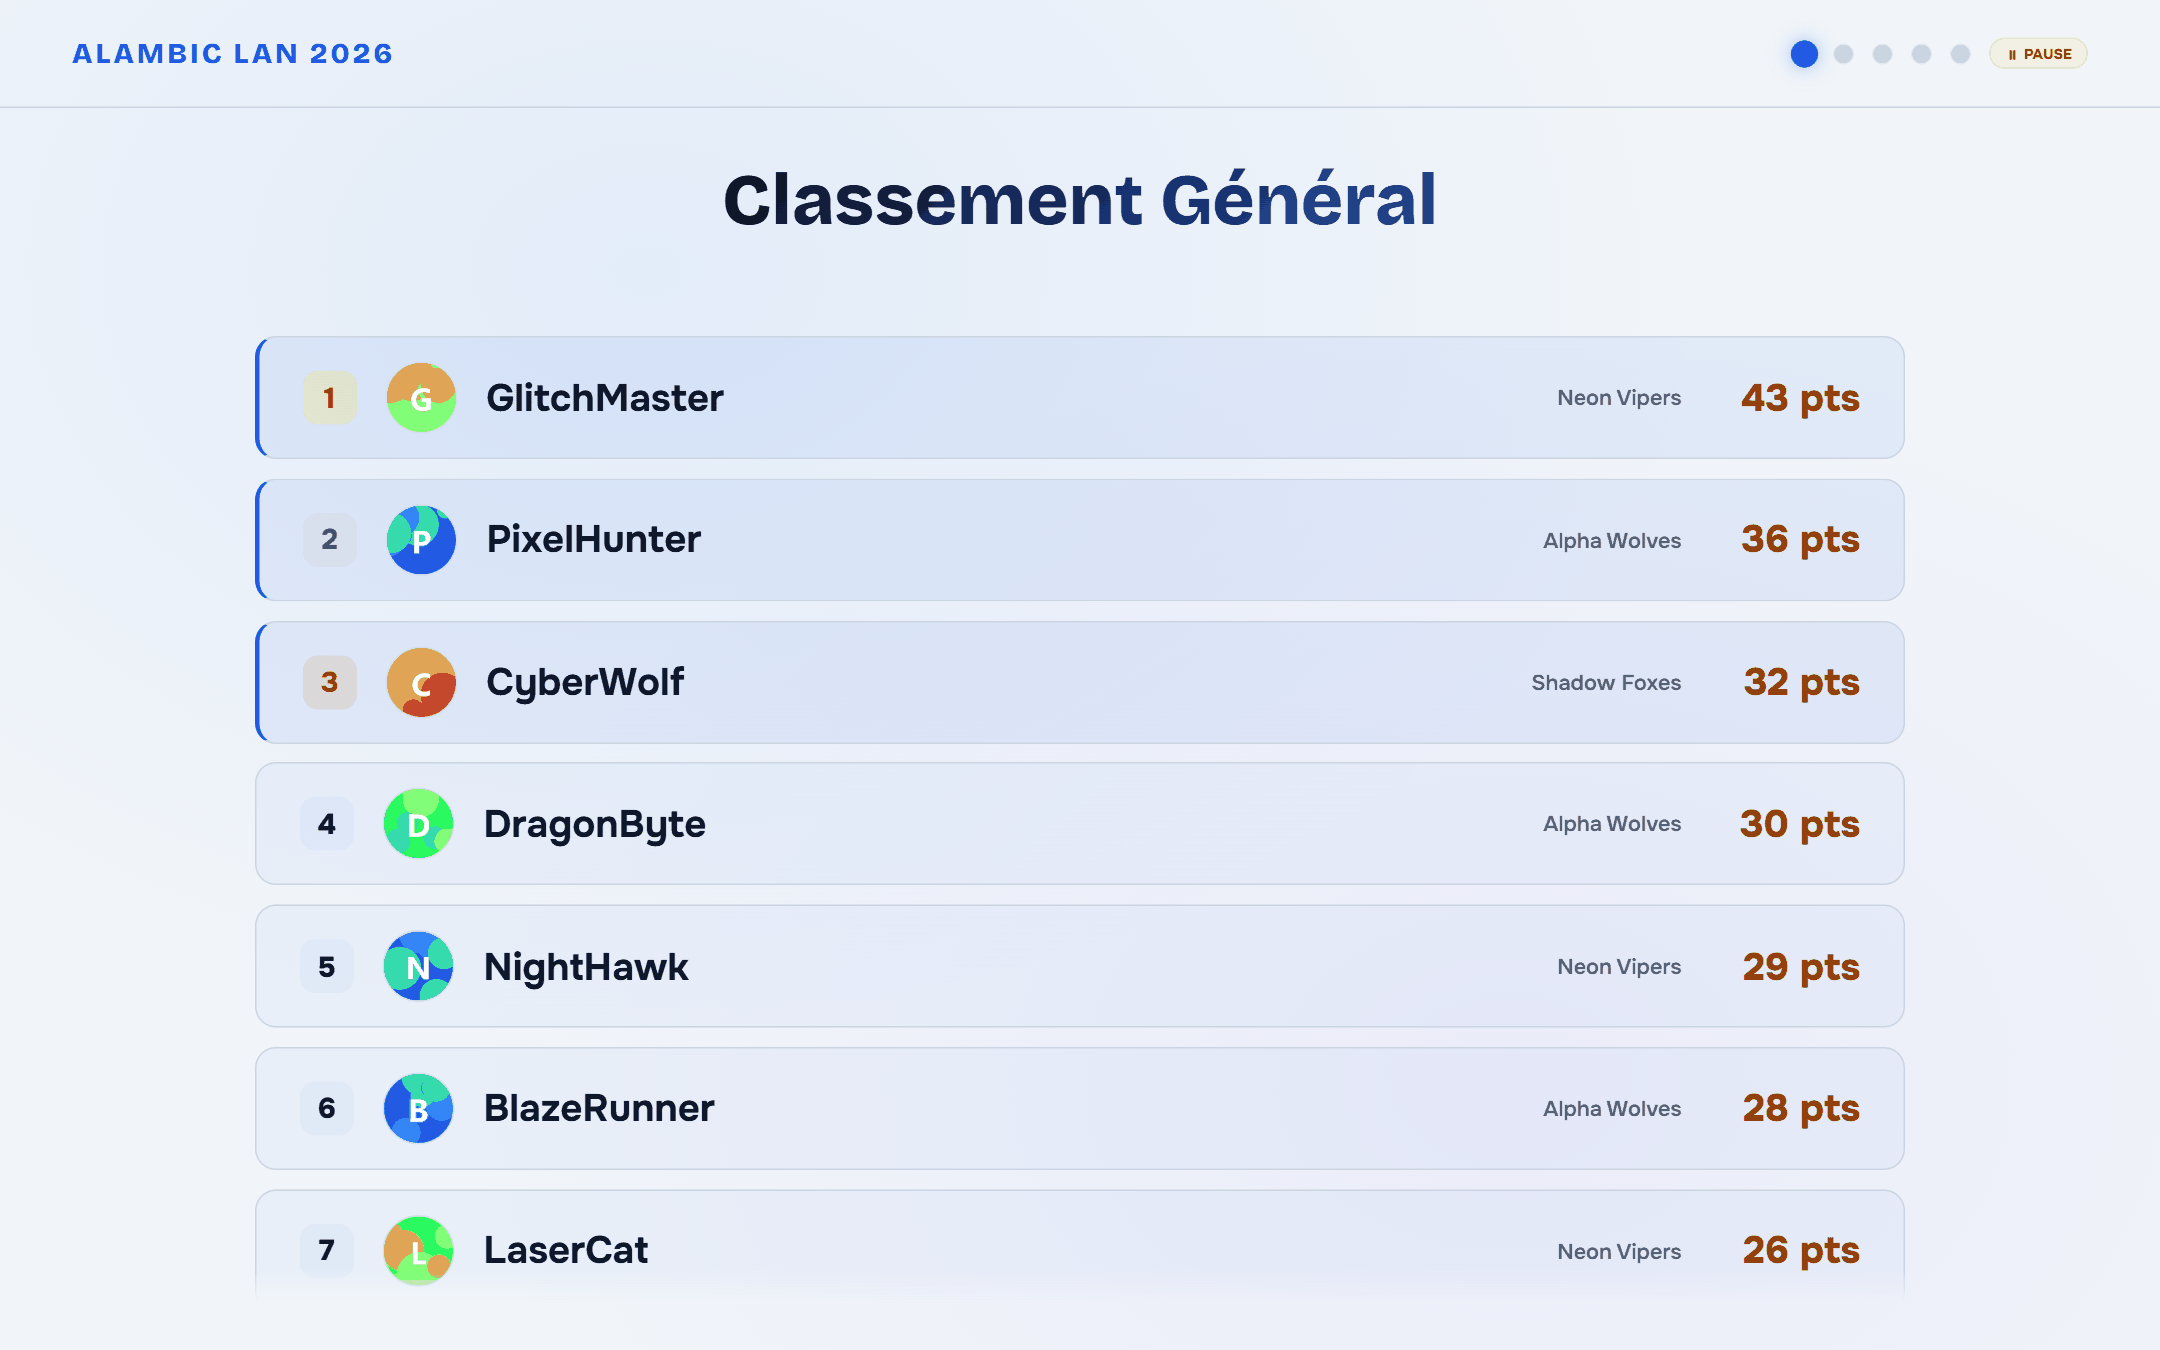 ALAMBIC LAN 2026
PAUSE
Classement Général
1 G GlitchMaster Neon Vipers 43 pts
2 P PixelHunter Alpha Wolves 36 pts
3 C CyberWolf Shadow Foxes 32 pts
4 D DragonByte Alpha Wolves 30 pts
5 N NightHawk Neon Vipers 29 pts
6 B BlazeRunner Alpha Wolves 28 pts
7 L LaserCat Neon Vipers 26 pts